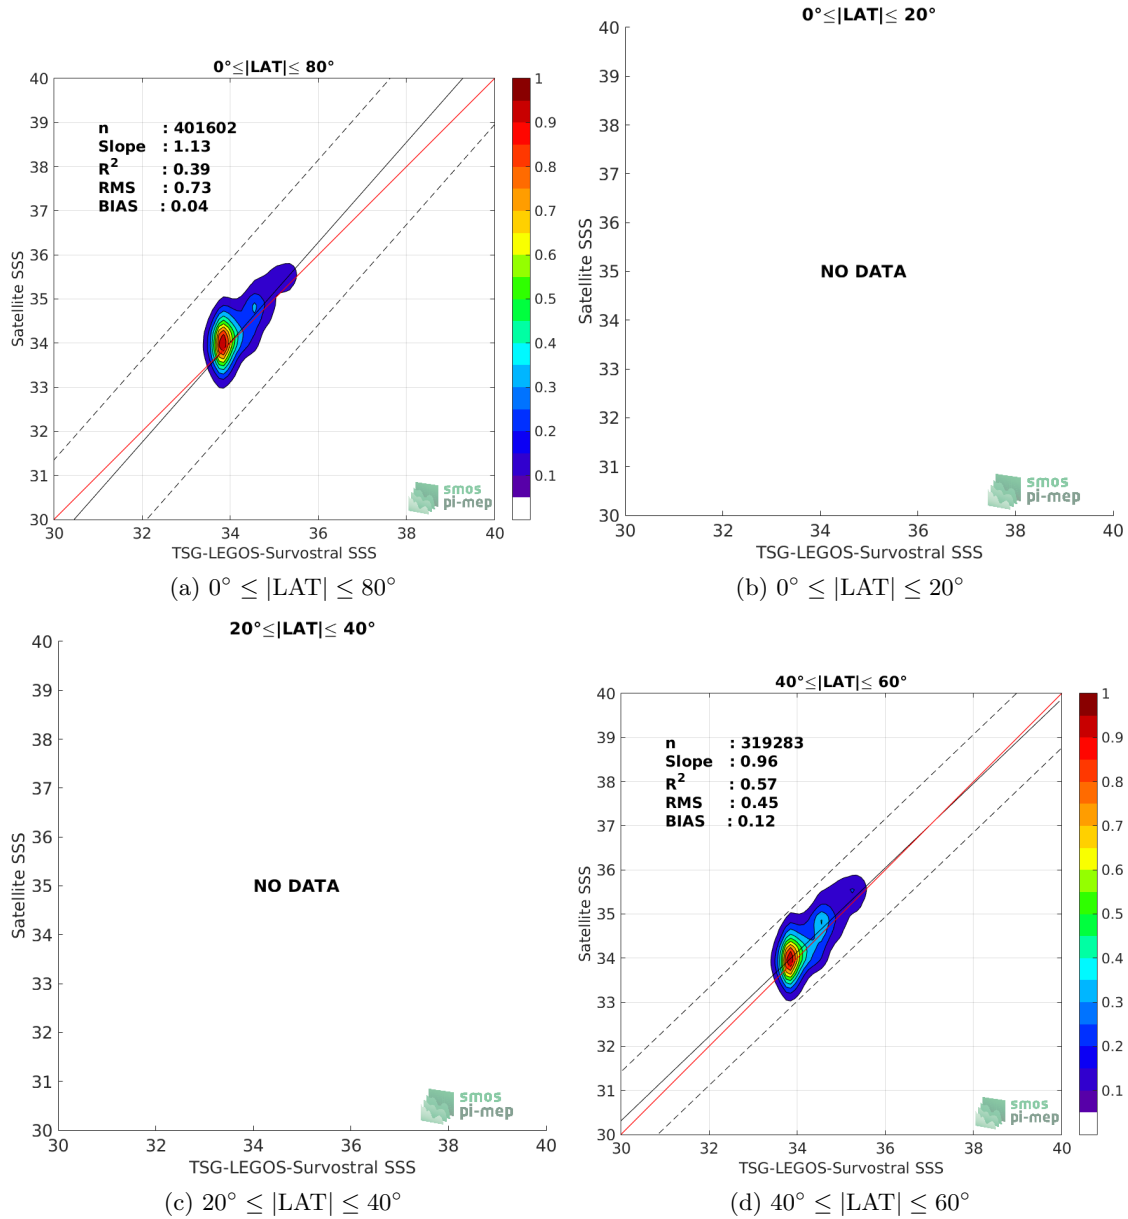 0°≤|LAT|≤ 80°
40
39
38
37
36
35
34
33
32
31
30
Satellite SSS
n : 401602
Slope : 1.13
R² : 0.39
RMS : 0.73
BIAS : 0.04
smos
pi-mep
30 32 34 36 38 40
TSG-LEGOS-Survostral SSS
1
0.9
0.8
0.7
0.6
0.5
0.4
0.3
0.2
0.1
(a) 0° ≤ |LAT| ≤ 80°
0°≤|LAT|≤ 20°
40
39
38
37
36
35
34
33
32
31
30
Satellite SSS
NO DATA
smos
pi-mep
30 32 34 36 38 40
TSG-LEGOS-Survostral SSS
(b) 0° ≤ |LAT| ≤ 20°
20°≤|LAT|≤ 40°
40
39
38
37
36
35
34
33
32
31
30
Satellite SSS
NO DATA
smos
pi-mep
30 32 34 36 38 40
TSG-LEGOS-Survostral SSS
(c) 20° ≤ |LAT| ≤ 40°
40°≤|LAT|≤ 60°
40
39
38
37
36
35
34
33
32
31
30
Satellite SSS
n : 319283
Slope : 0.96
R² : 0.57
RMS : 0.45
BIAS : 0.12
smos
pi-mep
30 32 34 36 38 40
TSG-LEGOS-Survostral SSS
1
0.9
0.8
0.7
0.6
0.5
0.4
0.3
0.2
0.1
(d) 40° ≤ |LAT| ≤ 60°